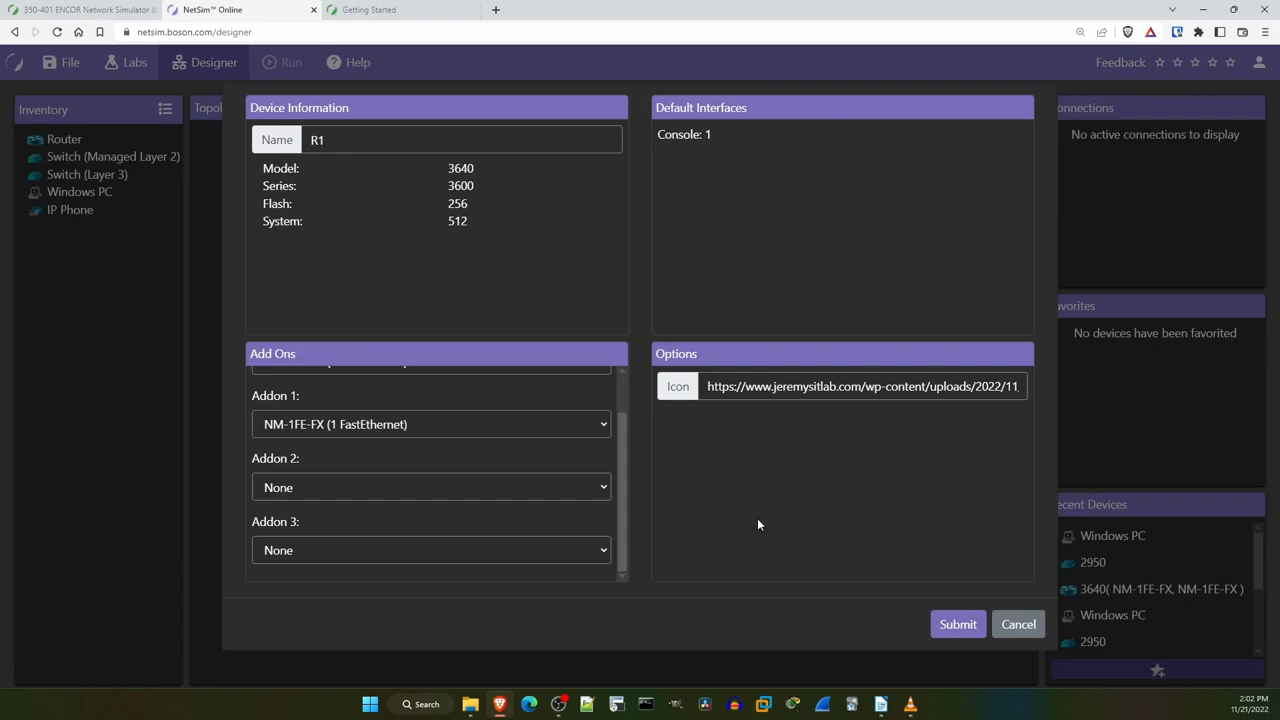 350-401 ENCOR Network Simulator &
NetSim™ Online
Getting Started
netsim.boson.com/designer
File
Labs
Designer
Run
Help
Feedback
Inventory
Router
Switch (Managed Layer 2)
Switch (Layer 3)
Windows PC
IP Phone
Topol
Device Information
Name
R1
Model: 3640
Series: 3600
Flash: 256
System: 512
Default Interfaces
Console: 1
Add Ons
Addon 1:
NM-1FE-FX (1 FastEthernet)
Addon 2:
None
Addon 3:
None
Options
Icon
https://www.jeremysitlab.com/wp-content/uploads/2022/11
Submit
Cancel
onnections
No active connections to display
avorites
No devices have been favorited
ecent Devices
Windows PC
2950
3640( NM-1FE-FX, NM-1FE-FX )
Windows PC
2950
Search
2:02 PM
11/21/2022